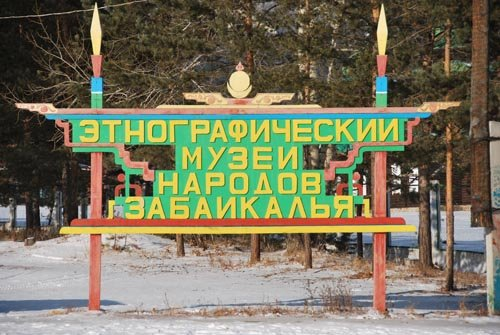 ЭТНОГРАФИЧЕСКИЙ
МУЗЕЙ
НАРОДОВ
ЗАБАЙКАЛЬЯ